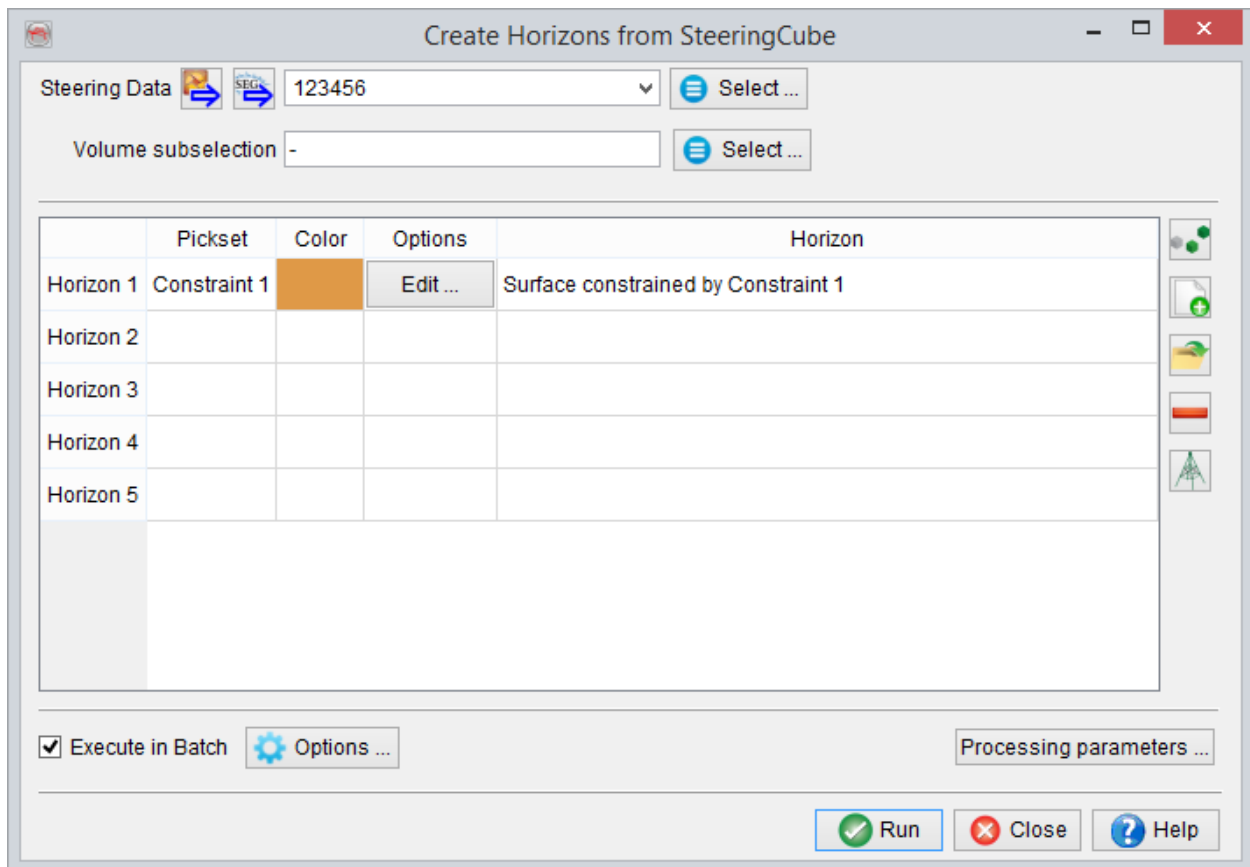 Create Horizons from SteeringCube
Steering Data SEG 123456 Select ...
Volume subselection - Select ...
Pickset Color Options Horizon
Horizon 1 Constraint 1 Edit ... Surface constrained by Constraint 1
Horizon 2
Horizon 3
Horizon 4
Horizon 5
Execute in Batch Options ... Processing parameters ...
Run Close Help